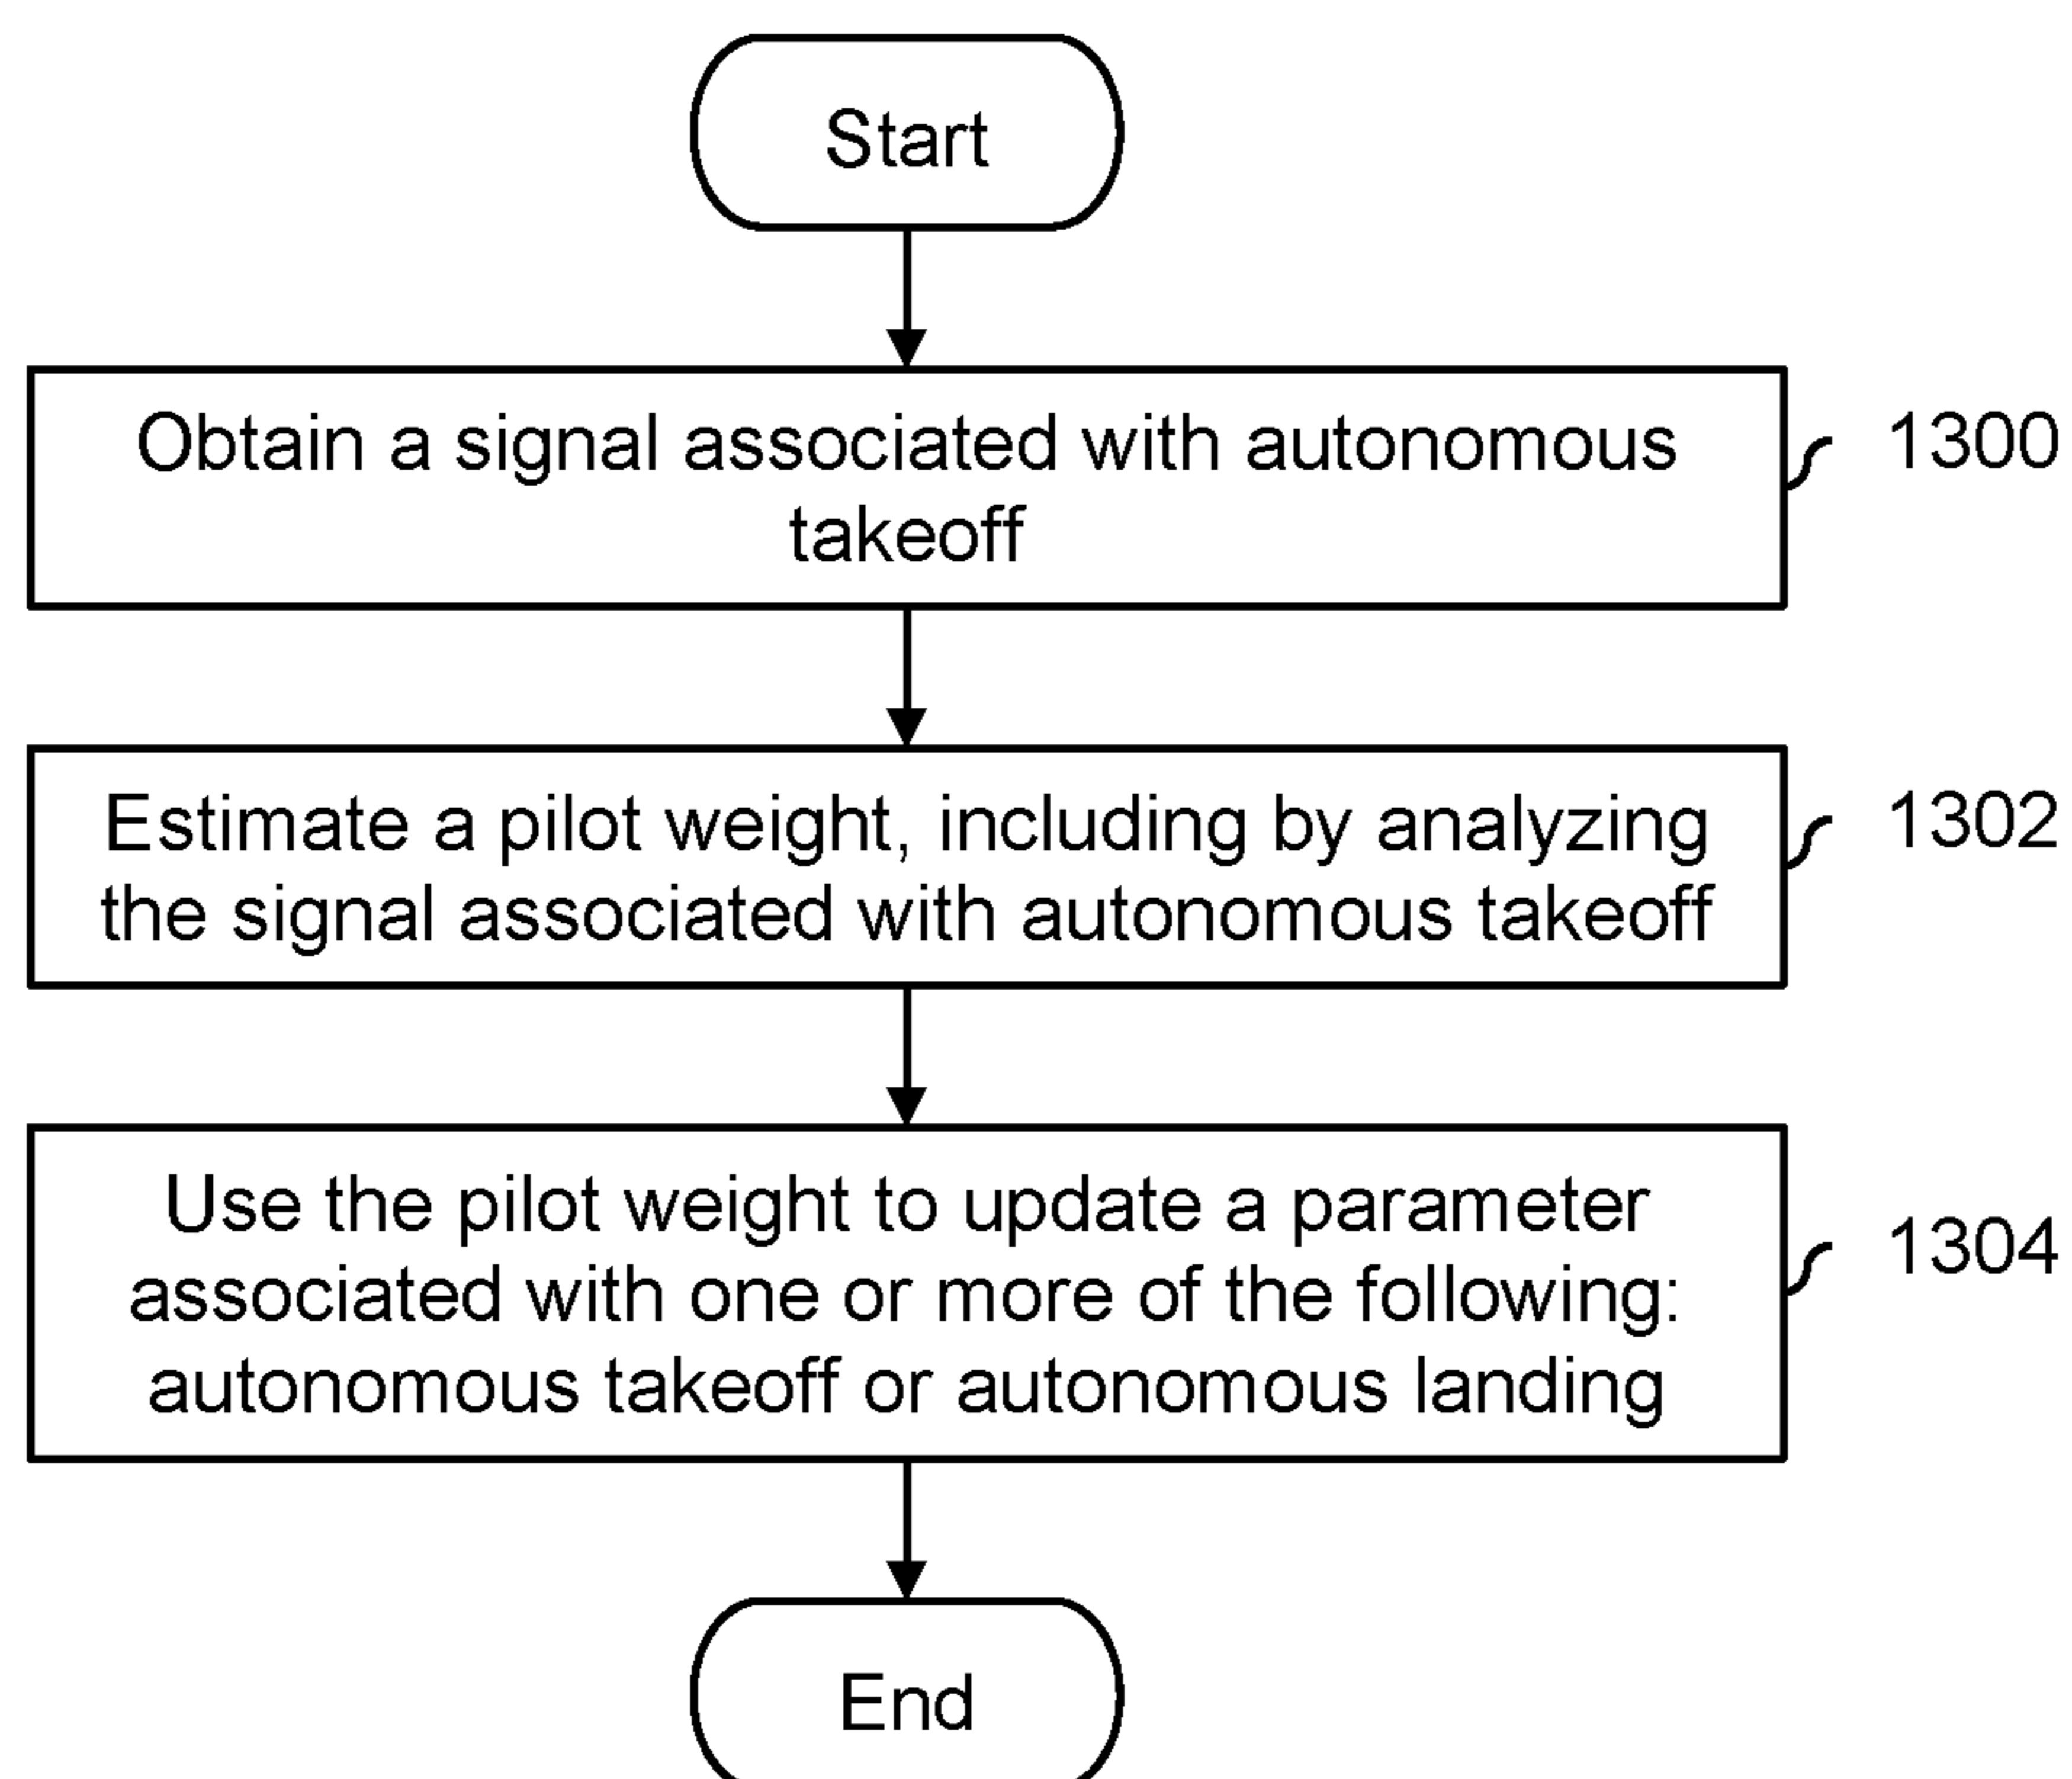 Start
Obtain a signal associated with autonomous
takeoff
1300
Estimate a pilot weight, including by analyzing
the signal associated with autonomous takeoff
1302
Use the pilot weight to update a parameter
associated with one or more of the following:
autonomous takeoff or autonomous landing
1304
End